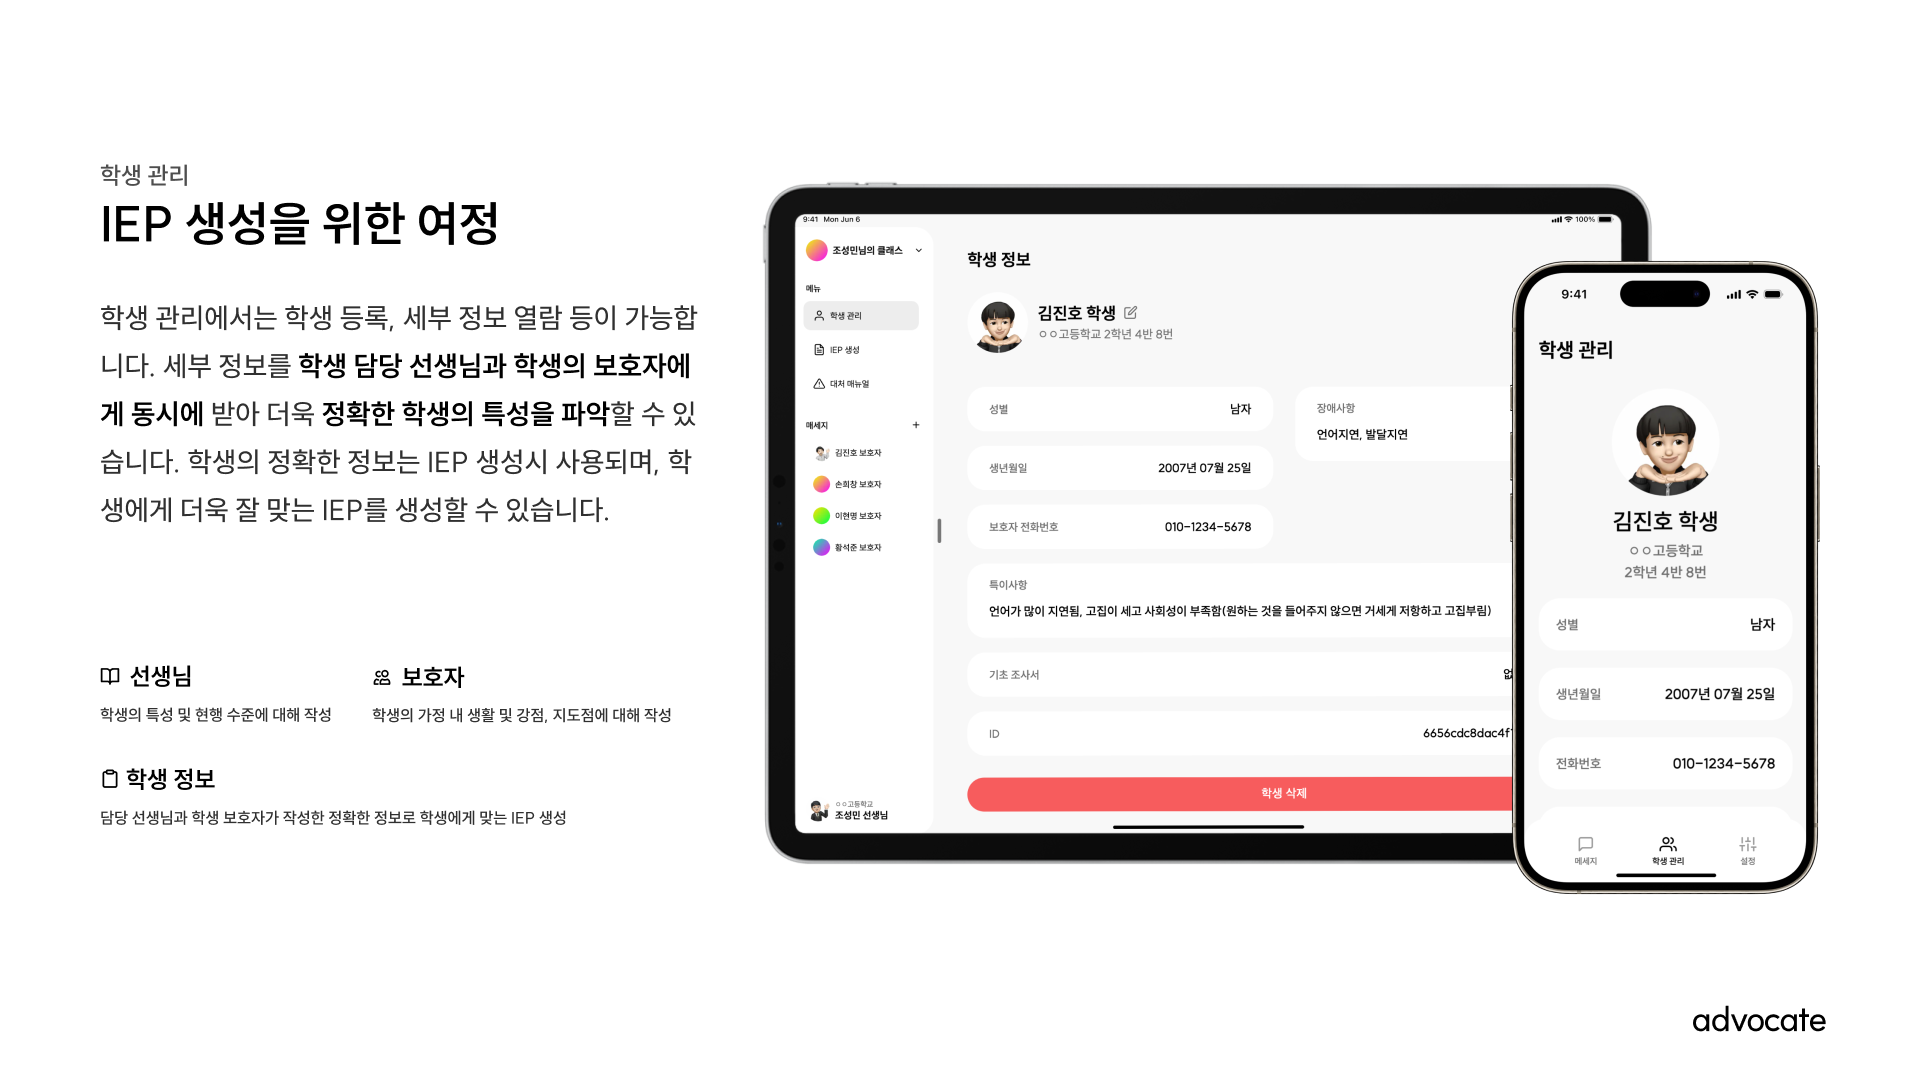 학생 관리
IEP 생성을 위한 여정
학생 관리에서는 학생 등록, 세부 정보 열람 등이 가능합
니다. 세부 정보를 학생 담당 선생님과 학생의 보호자에
게 동시에 받아 더욱 정확한 학생의 특성을 파악할 수 있
습니다. 학생의 정확한 정보는 IEP 생성시 사용되며, 학
생에게 더욱 잘 맞는 IEP를 생성할 수 있습니다.
선생님
학생의 특성 및 현행 수준에 대해 작성
보호자
학생의 가정 내 생활 및 강점, 지도점에 대해 작성
학생 정보
담당 선생님과 학생 보호자가 작성한 정확한 정보로 학생에게 맞는 IEP 생성
9:41 Mon Jun 6
100%
조성민님의 클래스
메뉴
학생 관리
IEP 생성
대처 매뉴얼
매세지
+
김진호 보호자
손희창 보호자
이현명 보호자
황석준 보호자
ㅇㅇ고등학교
조성민 선생님
학생 정보
김진호 학생
ㅇㅇ고등학교 2학년 4반 8번
성별
남자
생년월일
2007년 07월 25일
보호자 전화번호
010-1234-5678
장애사항
언어지연, 발달지연
특이사항
언어가 많이 지연됨, 고집이 세고 사회성이 부족함(원하는 것을 들어주지 않으면 거세게 저항하고 고집부림)
기초 조사서
없
ID
6656cdc8dac4f
학생 삭제
9:41
학생 관리
김진호 학생
ㅇㅇ고등학교
2학년 4반 8번
성별
남자
생년월일
2007년 07월 25일
전화번호
010-1234-5678
메세지
학생 관리
설정
advocate